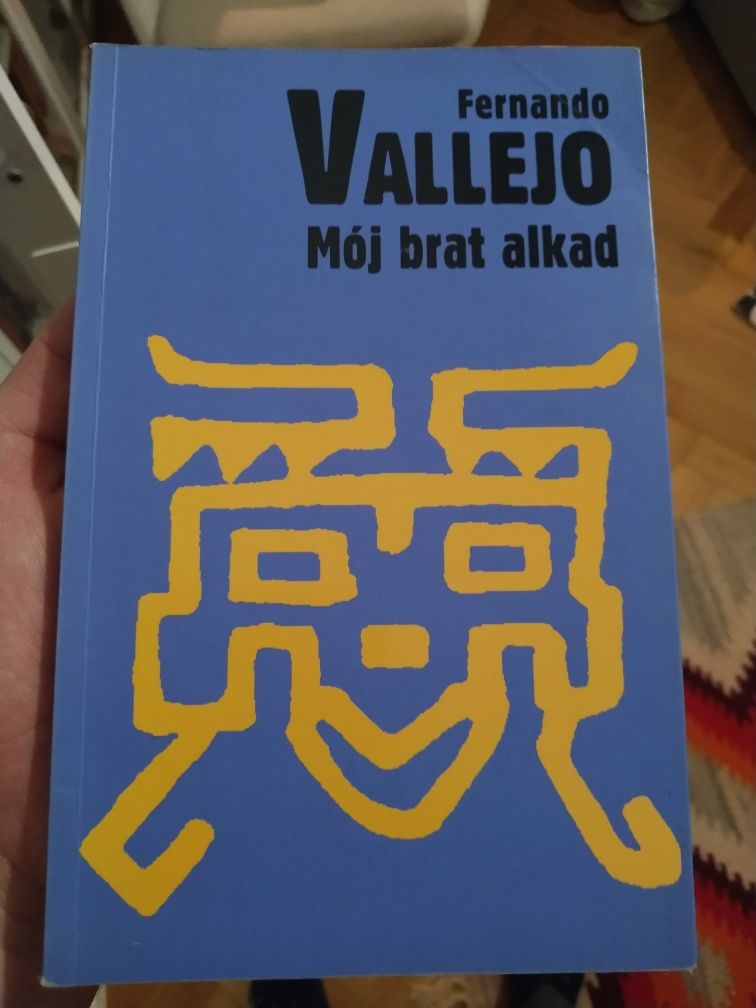 Fernando
VALLEJO
Mój brat alkad